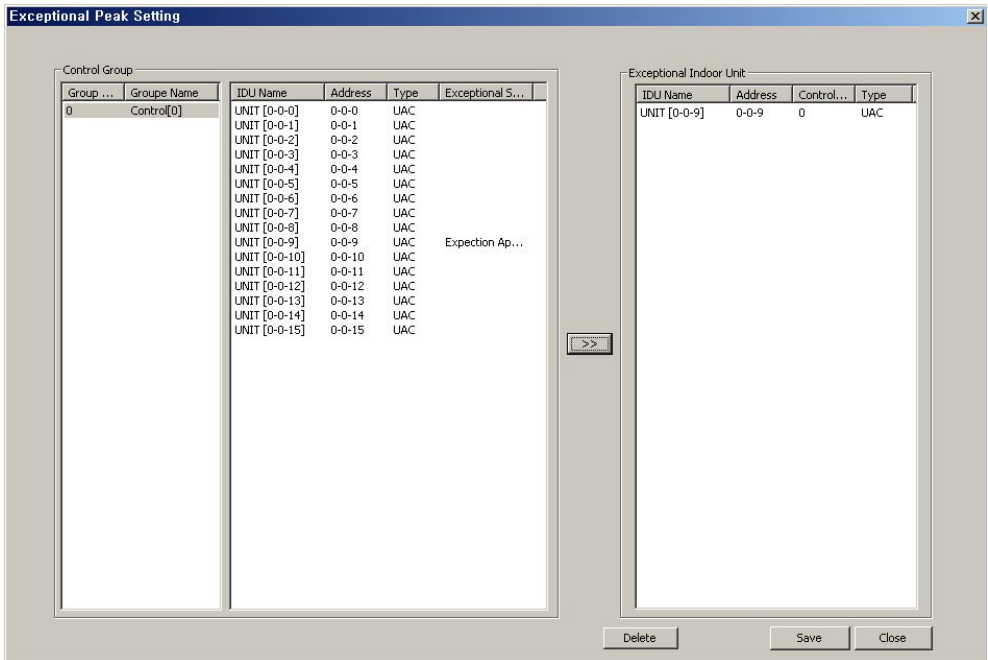 Exceptional Peak Setting
Control Group
Group ... Groupe Name
0 Control[0]
IDU Name Address Type Exceptional S...
UNIT [0-0-0] 0-0-0 UAC
UNIT [0-0-1] 0-0-1 UAC
UNIT [0-0-2] 0-0-2 UAC
UNIT [0-0-3] 0-0-3 UAC
UNIT [0-0-4] 0-0-4 UAC
UNIT [0-0-5] 0-0-5 UAC
UNIT [0-0-6] 0-0-6 UAC
UNIT [0-0-7] 0-0-7 UAC
UNIT [0-0-8] 0-0-8 UAC
UNIT [0-0-9] 0-0-9 UAC Expection Ap...
UNIT [0-0-10] 0-0-10 UAC
UNIT [0-0-11] 0-0-11 UAC
UNIT [0-0-12] 0-0-12 UAC
UNIT [0-0-13] 0-0-13 UAC
UNIT [0-0-14] 0-0-14 UAC
UNIT [0-0-15] 0-0-15 UAC
>>
Exceptional Indoor Unit
IDU Name Address Control... Type
UNIT [0-0-9] 0-0-9 0 UAC
Delete Save Close